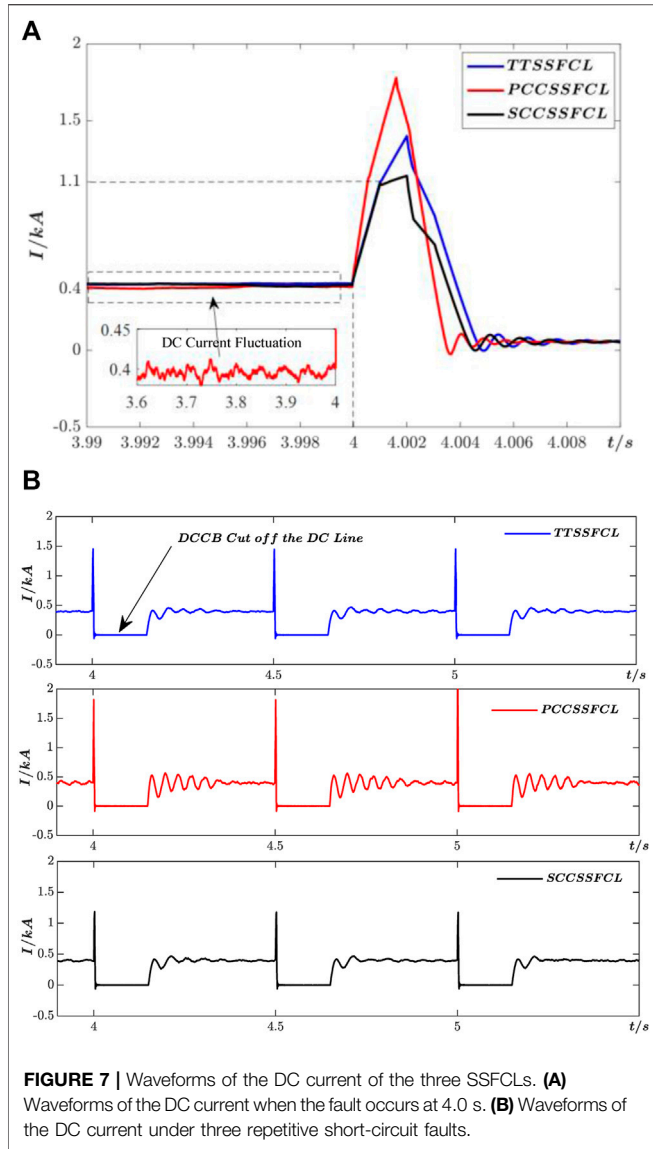 A
2
1.5
1.1
0.4
0
-0.5
I/kA
TTSSFCL
PCCSSFCL
SCCSSFCL
DC Current Fluctuation
0.45
0.4
3.6 3.7 3.8 3.9 4
3.99 3.992 3.994 3.996 3.998 4 4.002 4.004 4.006 4.008 t/s
B
2
1.5
1
0.5
0
-0.5
I/kA
DCCB Cut off the DC Line
TTSSFCL
4 4.5 5 t/s
2
1.5
1
0.5
0
-0.5
I/kA
PCCSSFCL
4 4.5 5 t/s
2
1.5
1
0.5
0
-0.5
I/kA
SCCSSFCL
4 4.5 5 t/s
FIGURE 7 | Waveforms of the DC current of the three SSFCLs. (A)
Waveforms of the DC current when the fault occurs at 4.0 s. (B) Waveforms of
the DC current under three repetitive short-circuit faults.